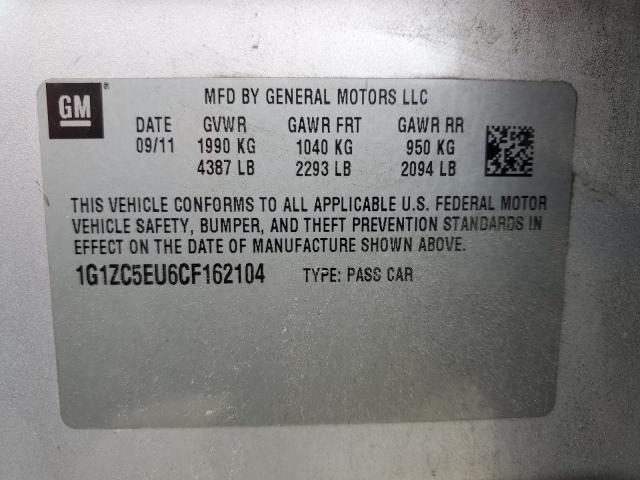 GM ®
MFD BY GENERAL MOTORS LLC
DATE GVWR GAWR FRT GAWR RR
09/11 1990 KG 1040 KG 950 KG
4387 LB 2293 LB 2094 LB
THIS VEHICLE CONFORMS TO ALL APPLICABLE U.S. FEDERAL MOTOR
VEHICLE SAFETY, BUMPER, AND THEFT PREVENTION STANDARDS IN
EFFECT ON THE DATE OF MANUFACTURE SHOWN ABOVE.
1G1ZC5EU6CF162104 TYPE: PASS CAR